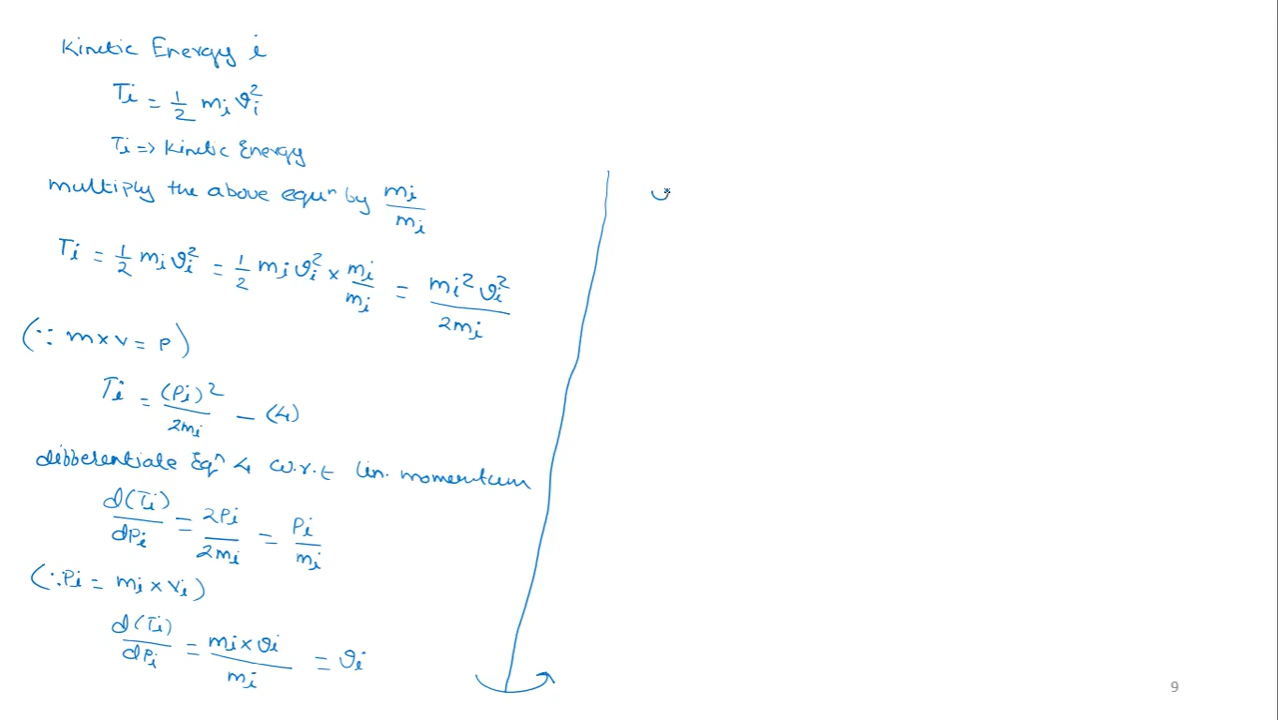 Kinetic Energy i
Ti = 1/2 mi ϑi²
Ti => Kinetic Energy
multiply the above equⁿ by mi/mi
Ti = 1/2 mi ϑi² = 1/2 mi ϑi² × mi/mi = mi² ϑi² / 2mi
(∵ m×v = P)
Ti = (Pi)² / 2mi – (4)
differentiate Eqⁿ 4 w.r.t lin. momentum
d(Ti)/dPi = 2Pi/2mi = Pi/mi
(∵ Pi = mi × vi)
d(Ti)/dPi = mi × ϑi / mi = ϑi
9